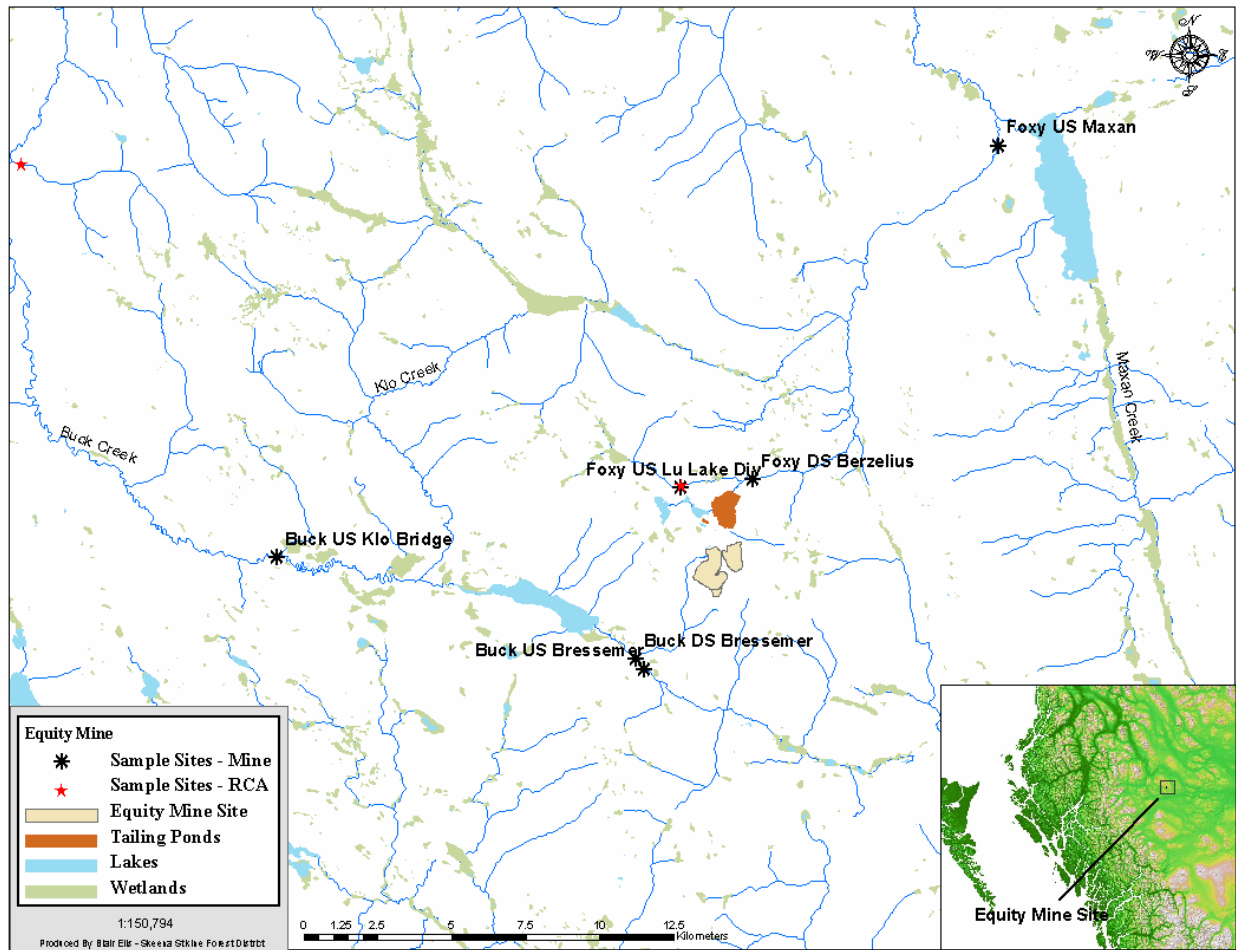 N
E
S
Foxy US Maxan
Klo Creek
Maxan Creek
Buck Creek
Foxy US Lu Lake Div
Foxy DS Berzelius
Buck US Klo Bridge
Buck US Bressemer
Buck DS Bressemer
Equity Mine
Sample Sites - Mine
Sample Sites - RCA
Equity Mine Site
Tailing Ponds
Lakes
Wetlands
1:150,794
Produced By Blair Ells - Skeena Stikine Forest District
0 1.25 2.5 5 7.5 10 12.5
Kilometers
Equity Mine Site